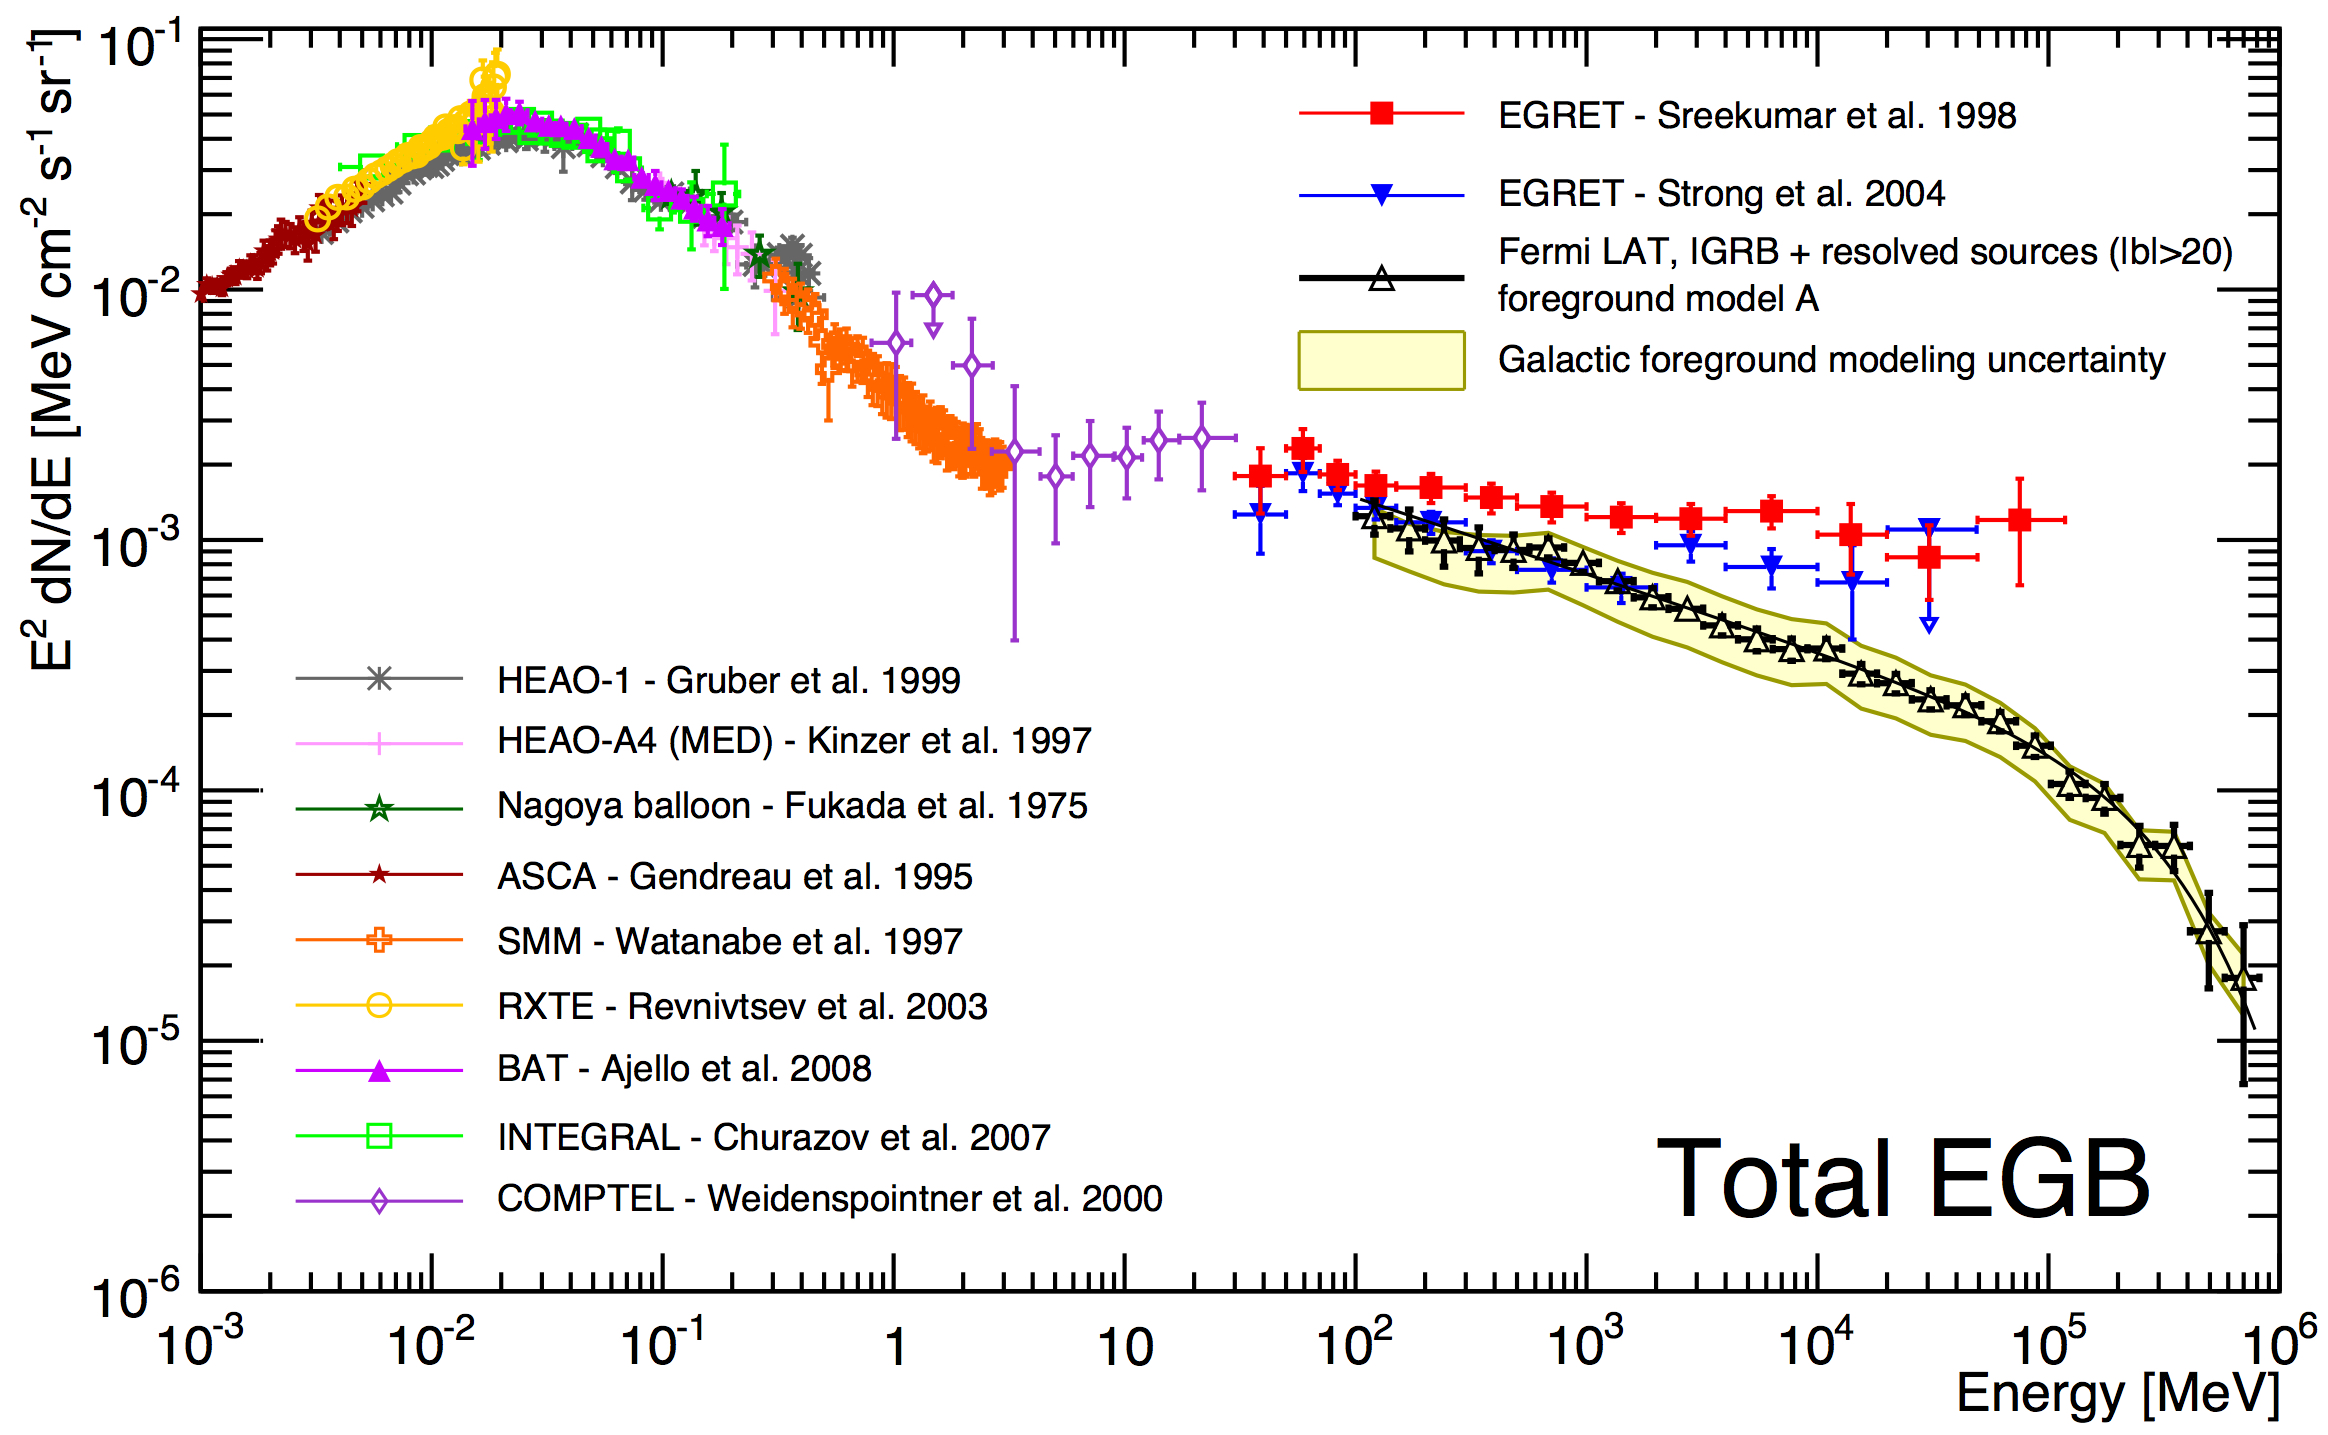 E² dN/dE [MeV cm⁻² s⁻¹ sr⁻¹]
10⁻¹
10⁻²
10⁻³
10⁻⁴
10⁻⁵
10⁻⁶
EGRET - Sreekumar et al. 1998
EGRET - Strong et al. 2004
Fermi LAT, IGRB + resolved sources (|b|>20)
foreground model A
Galactic foreground modeling uncertainty
HEAO-1 - Gruber et al. 1999
HEAO-A4 (MED) - Kinzer et al. 1997
Nagoya balloon - Fukada et al. 1975
ASCA - Gendreau et al. 1995
SMM - Watanabe et al. 1997
RXTE - Revnivtsev et al. 2003
BAT - Ajello et al. 2008
INTEGRAL - Churazov et al. 2007
COMPTEL - Weidenspointner et al. 2000
Total EGB
10⁻³ 10⁻² 10⁻¹ 1 10 10² 10³ 10⁴ 10⁵ 10⁶
Energy [MeV]